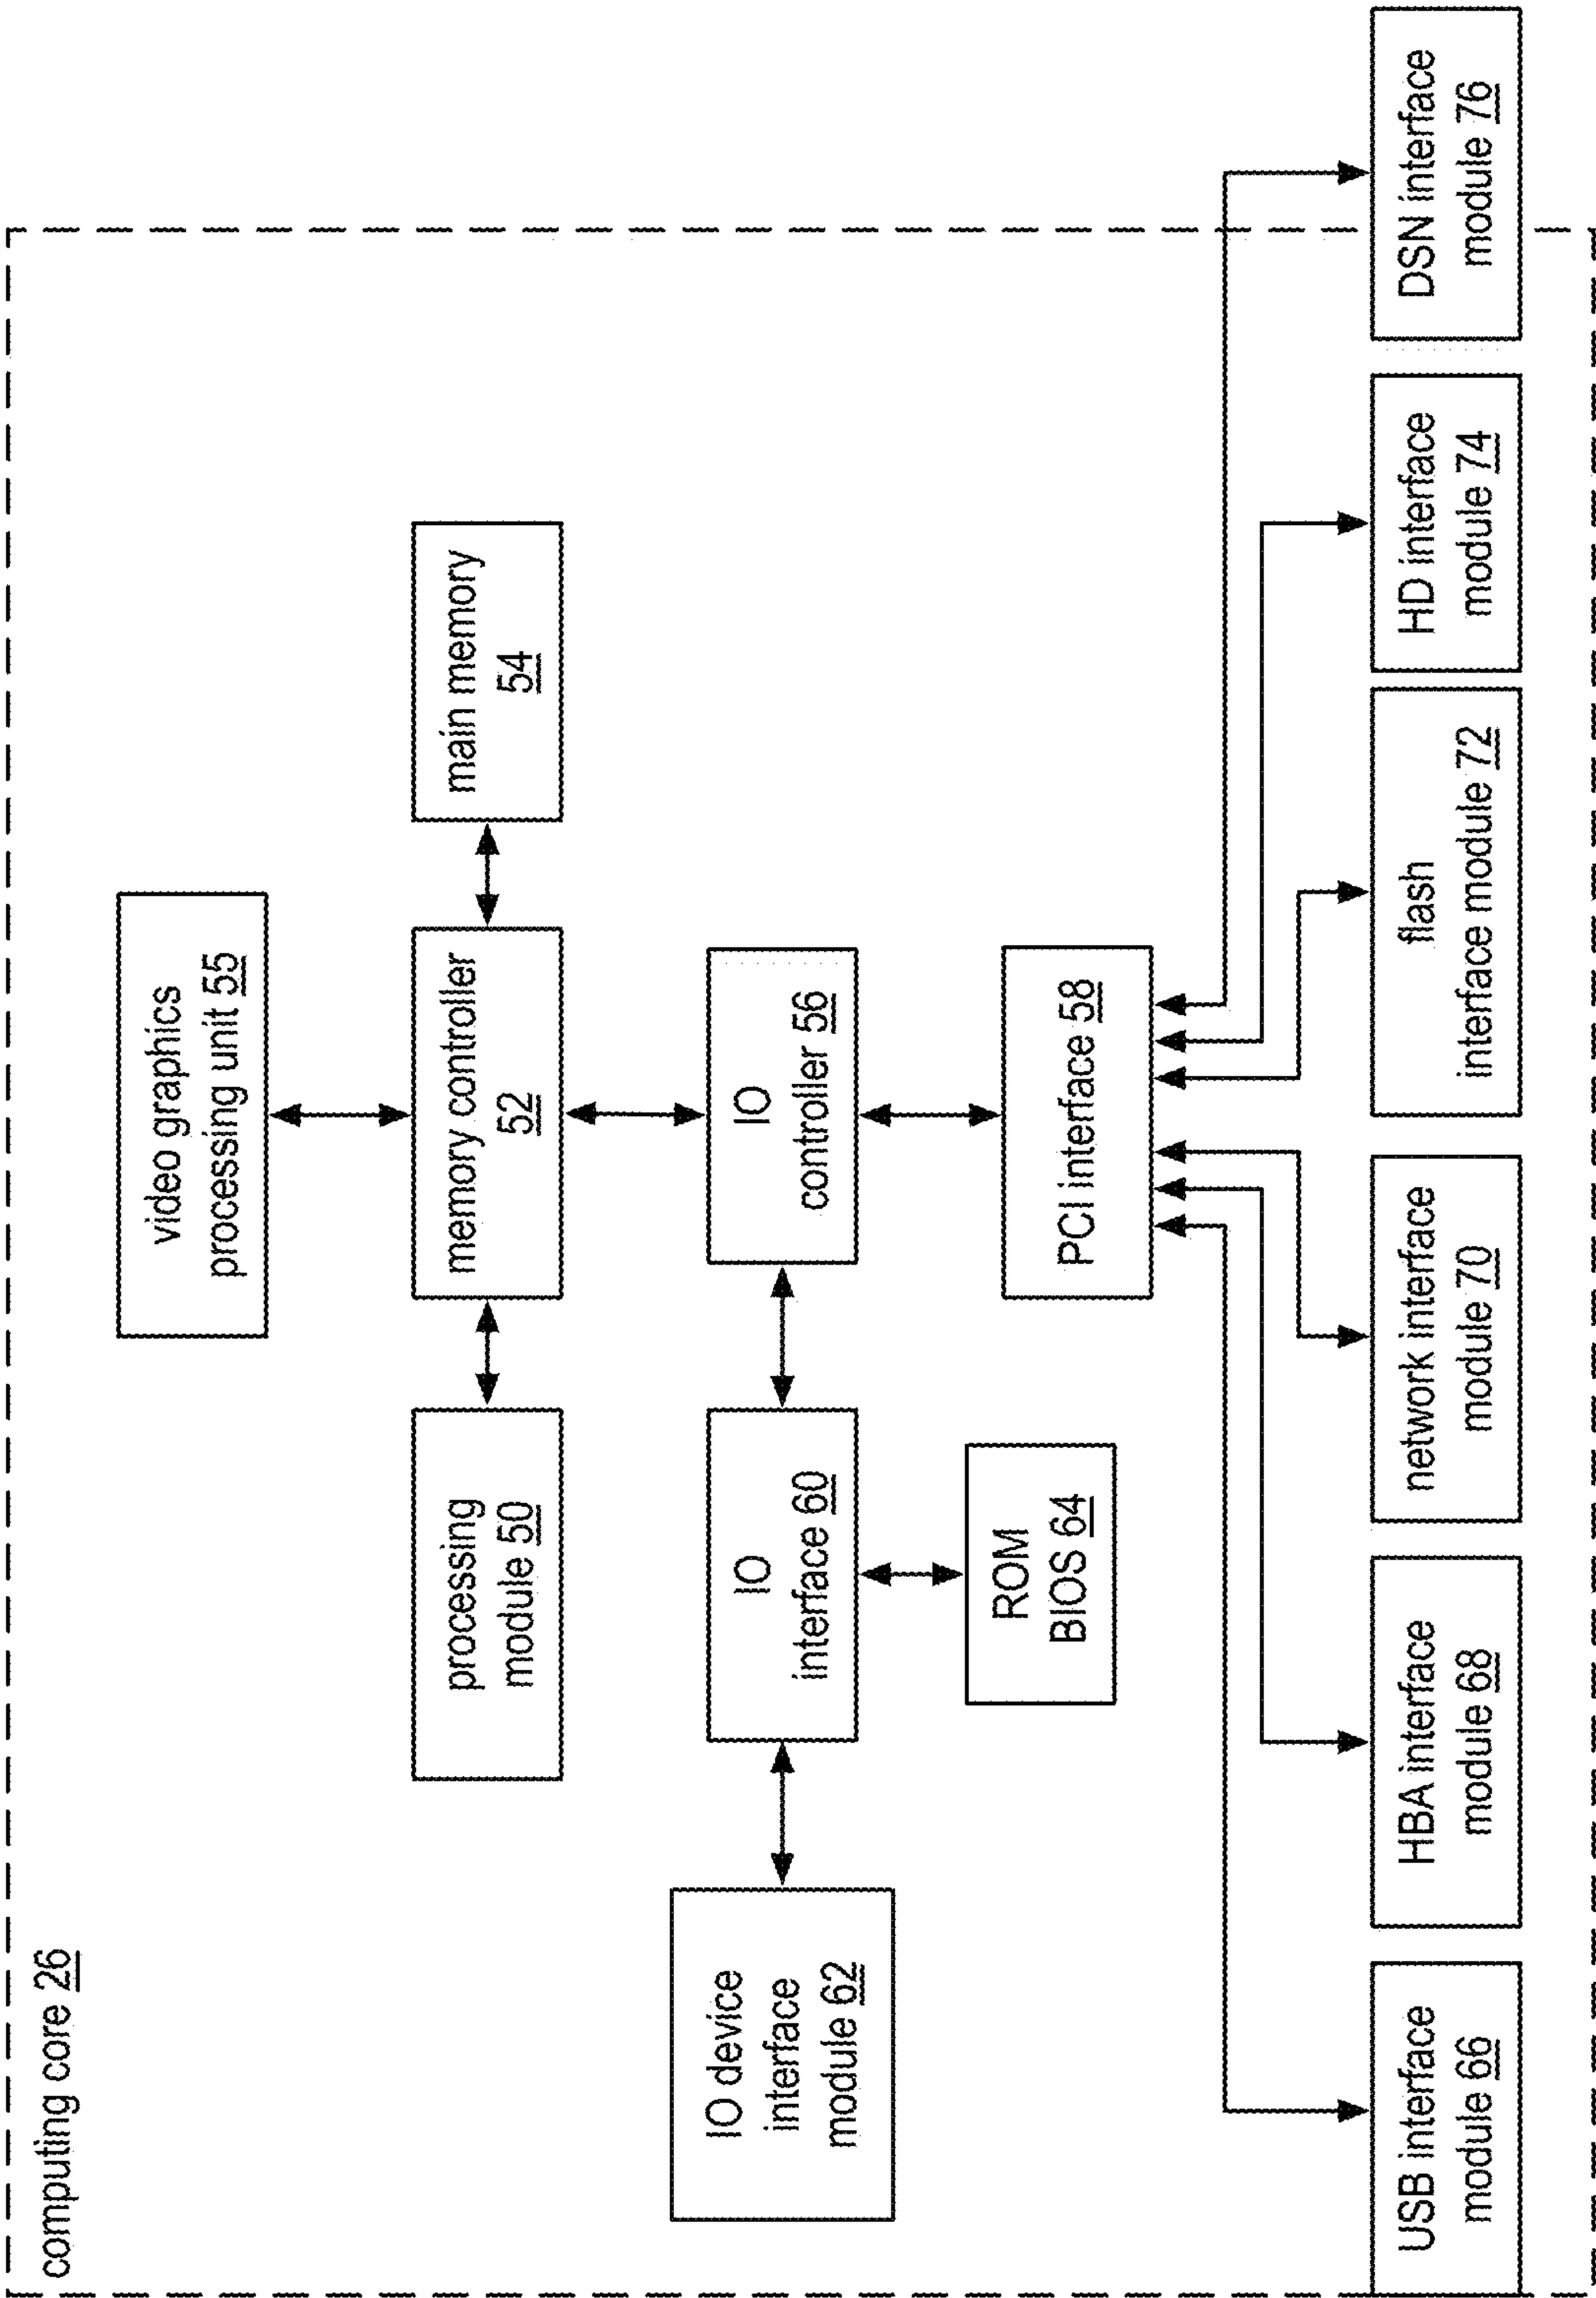 computing core 26
video graphics
processing unit 55
processing
module 50
memory controller
52
main memory
54
IO device
interface
module 62
IO
interface 60
IO
controller 56
ROM
BIOS 64
PCI interface 58
USB interface
module 66
HBA interface
module 68
network interface
module 70
flash
interface module 72
HD interface
module 74
DSN interface
module 76